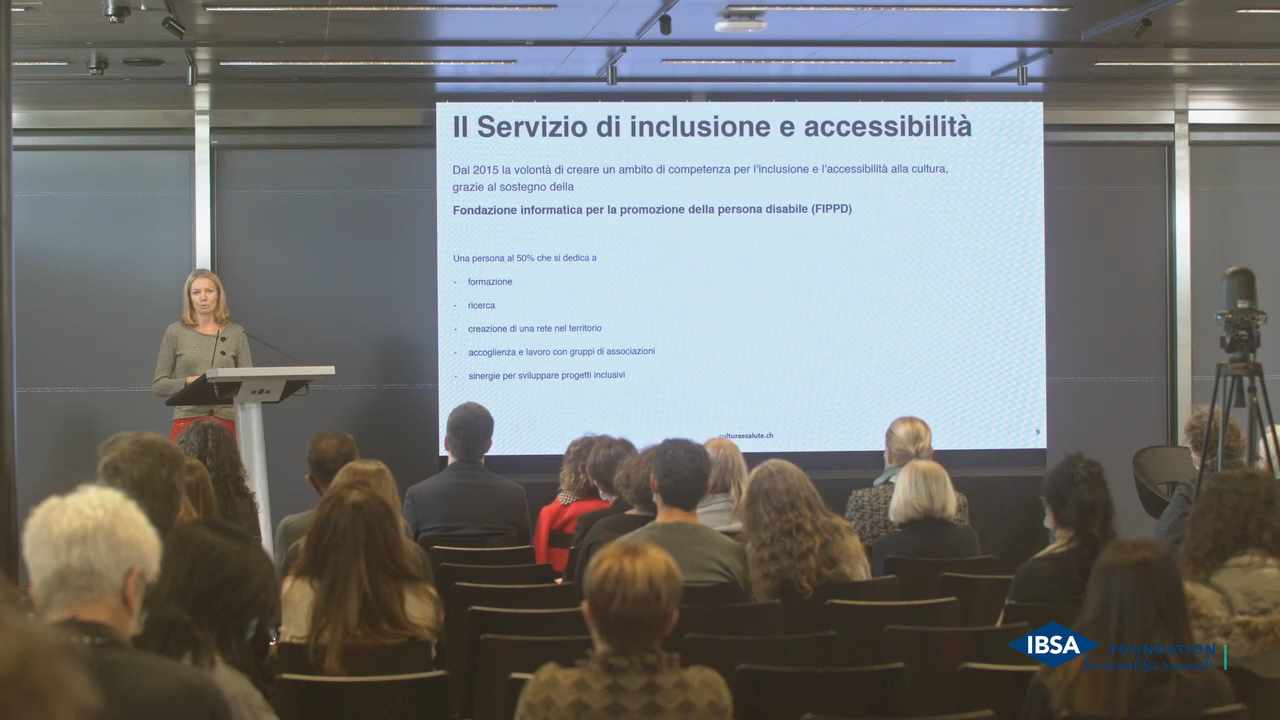 Il Servizio di inclusione e accessibilità
Dal 2015 la volontà di creare un ambito di competenza per l'inclusione e l'accessibilità alla cultura,
grazie al sostegno della
Fondazione informatica per la promozione della persona disabile (FIPPD)
Una persona al 50% che si dedica a
- formazione
- ricerca
- creazione di una rete nel territorio
- accoglienza e lavoro con gruppi di associazioni
- sinergie per sviluppare progetti inclusivi
culturaesalute.ch
9
IBSA FOUNDATION
for scientific research